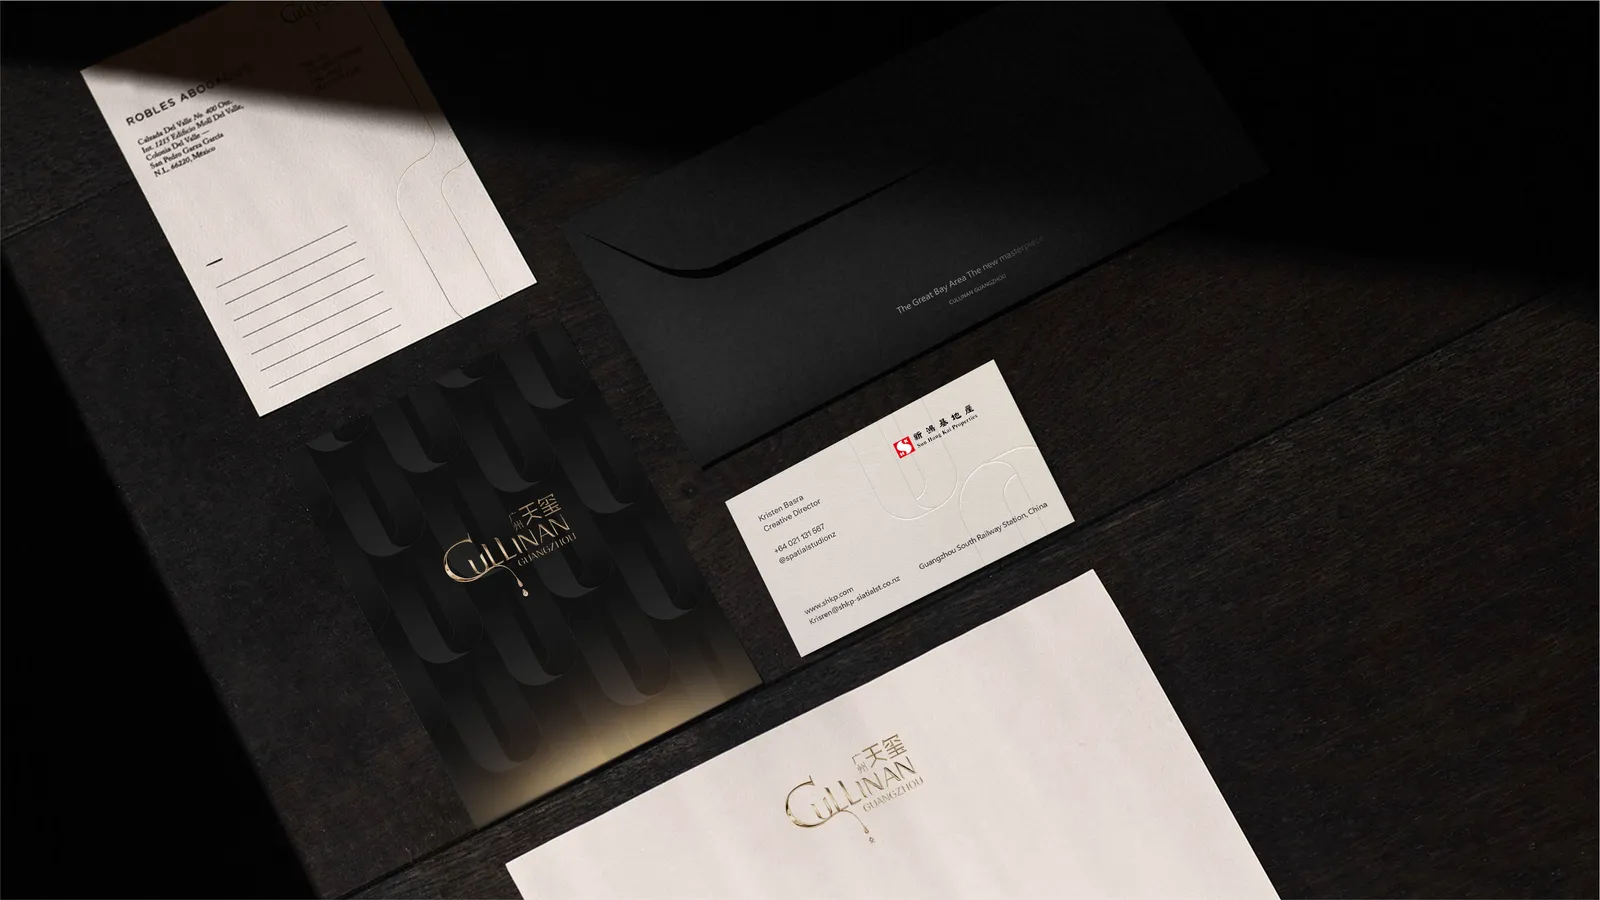 ROBLES ABOGADOS
Calzada Del Valle No. 400 Ote.
Int. 1215 Edificio Moll Del Valle,
Colonia Del Valle —
San Pedro Garza García
N.L. 66220, México
The Great Bay Area The new masterpiece
CULLINAN GUANGZHOU
新鴻基地產
Sun Hung Kai Properties
Kristen Basra
Creative Director
+64 021 131 567
@spatialstudionz
www.shkp.com
Krisren@shkp-siatialst.co.nz
Guangzhou South Railway Station, China
广州天玺
CULLINAN
GUANGZHOU
广州天玺
CULLINAN
GUANGZHOU